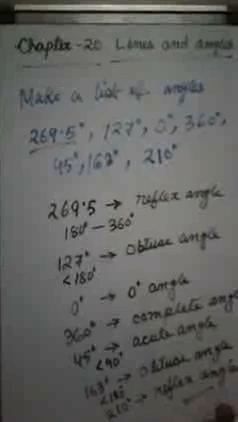 Chapter-20 Lines and angles
Make a list of angles
269.5°, 127°, 0°, 360°,
45°, 163°, 210°
269.5 → reflex angle
180°-360°
127° → obtuse angle
<180°
0° → 0° angle
360° → complete angle
45° → acute angle
<90°
163° → obtuse angle
<180°
210° → reflex angle